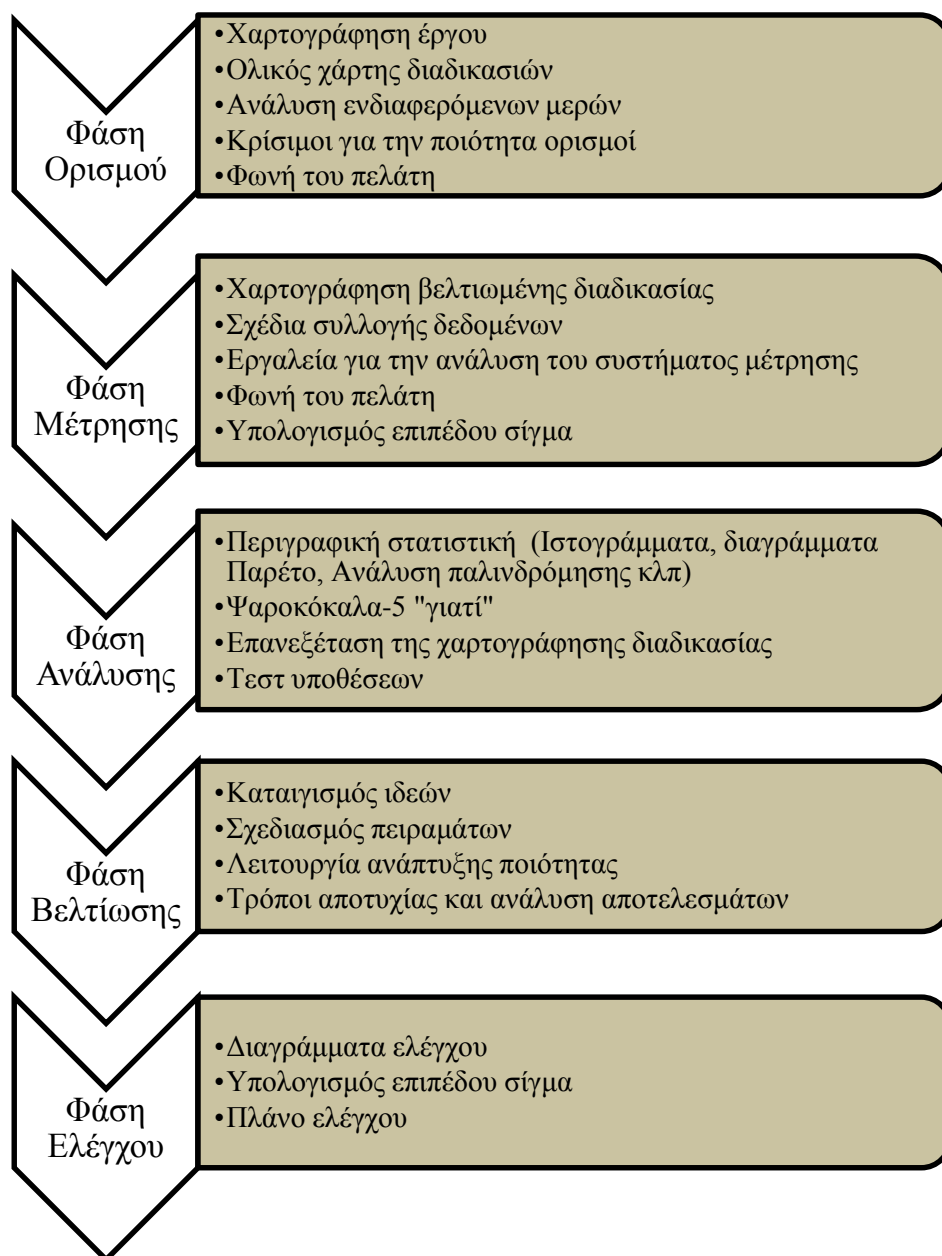 Φάση
Ορισμού
•Χαρτογράφηση έργου
•Ολικός χάρτης διαδικασιών
•Ανάλυση ενδιαφερόμενων μερών
•Κρίσιμοι για την ποιότητα ορισμοί
•Φωνή του πελάτη
Φάση
Μέτρησης
•Χαρτογράφηση βελτιωμένης διαδικασίας
•Σχέδια συλλογής δεδομένων
•Εργαλεία για την ανάλυση του συστήματος μέτρησης
•Φωνή του πελάτη
•Υπολογισμός επιπέδου σίγμα
Φάση
Ανάλυσης
•Περιγραφική στατιστική (Ιστογράμματα, διαγράμματα
Παρέτο, Ανάλυση παλινδρόμησης κλπ)
•Ψαροκόκαλα-5 "γιατί"
•Επανεξέταση της χαρτογράφησης διαδικασίας
•Τεστ υποθέσεων
Φάση
Βελτίωσης
•Καταιγισμός ιδεών
•Σχεδιασμός πειραμάτων
•Λειτουργία ανάπτυξης ποιότητας
•Τρόποι αποτυχίας και ανάλυση αποτελεσμάτων
Φάση
Ελέγχου
•Διαγράμματα ελέγχου
•Υπολογισμός επιπέδου σίγμα
•Πλάνο ελέγχου